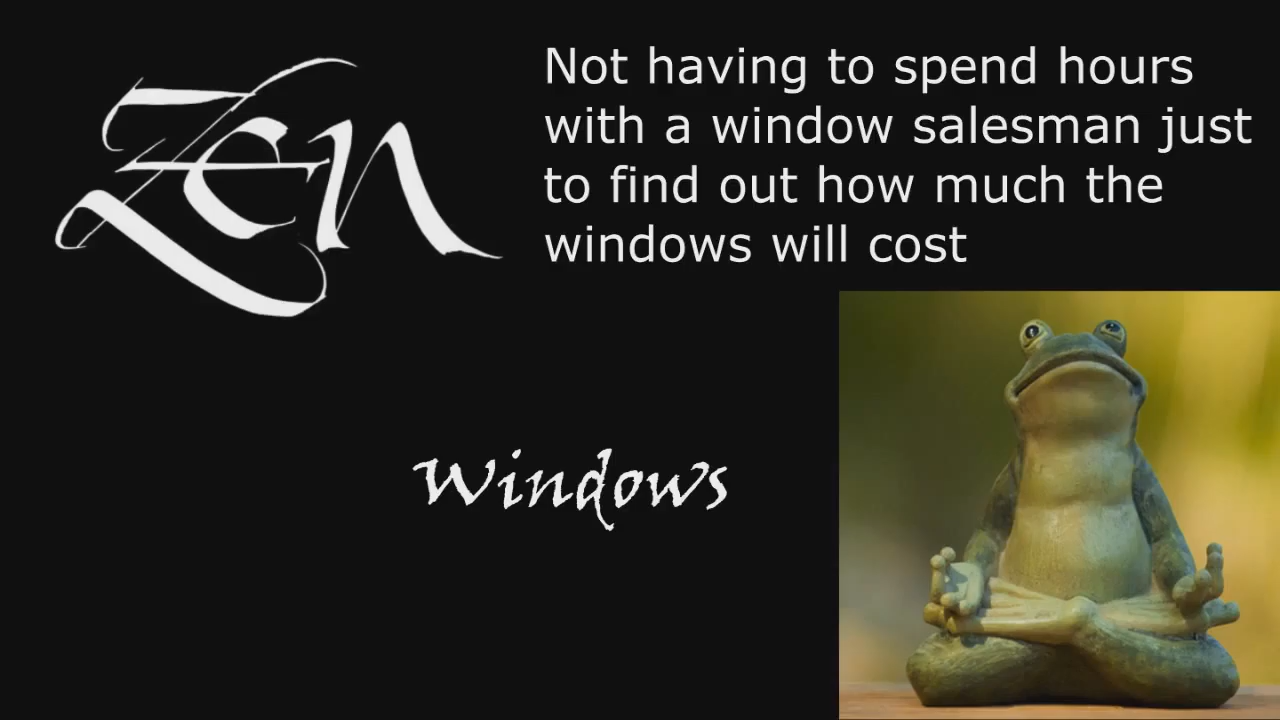 Zen
Not having to spend hours
with a window salesman just
to find out how much the
windows will cost
Windows